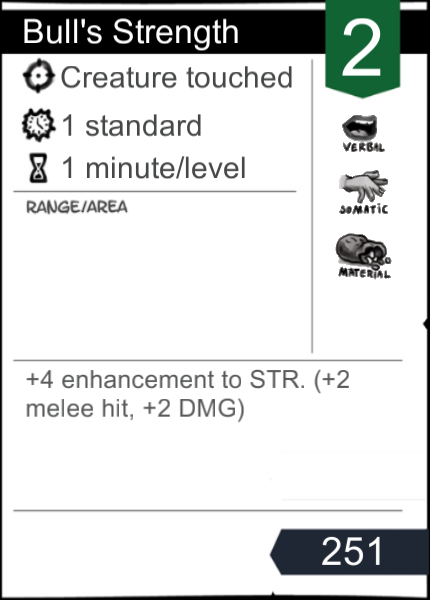 Bull's Strength
2
Creature touched
1 standard
1 minute/level
VERBAL
SOMATIC
MATERIAL
RANGE/AREA
+4 enhancement to STR. (+2
melee hit, +2 DMG)
251